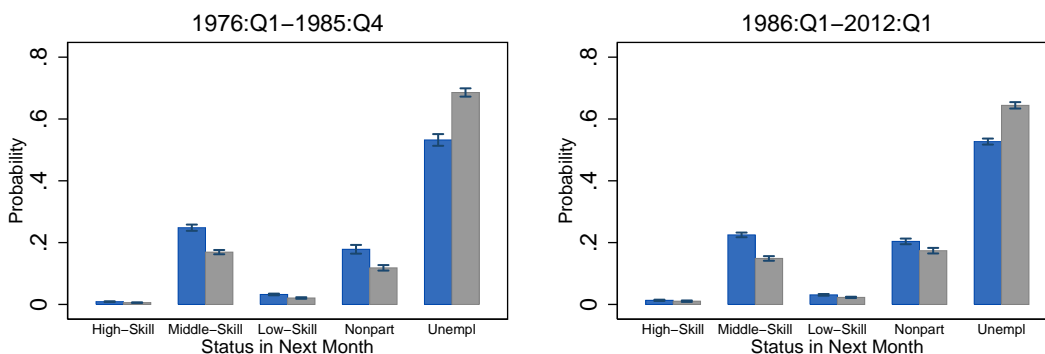 1976:Q1−1985:Q4
Probability
.8
.6
.4
.2
0
High−Skill Middle−Skill Low−Skill Nonpart Unempl
Status in Next Month
1986:Q1−2012:Q1
Probability
.8
.6
.4
.2
0
High−Skill Middle−Skill Low−Skill Nonpart Unempl
Status in Next Month